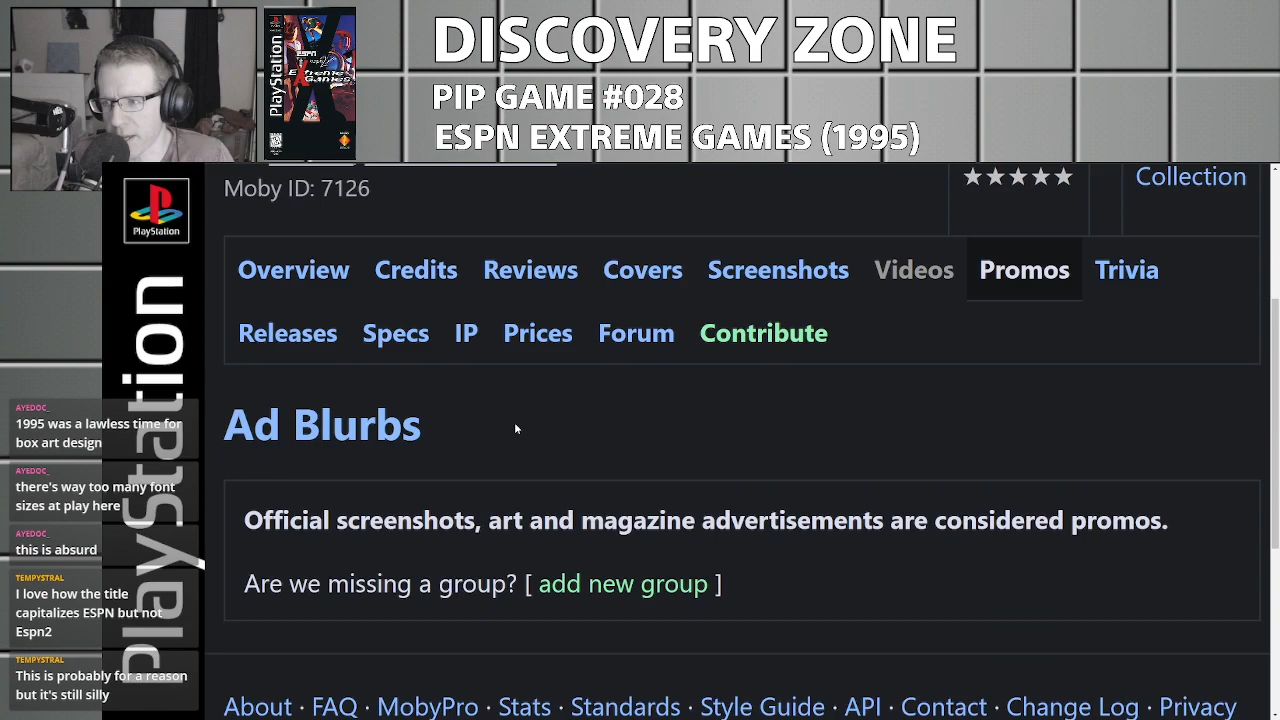 DISCOVERY ZONE
PIP GAME #028
ESPN EXTREME GAMES (1995)
PlayStation
ESPN
Extreme
Games
Moby ID: 7126
★★★★★
Collection
PlayStation
PlayStation
Overview Credits Reviews Covers Screenshots Videos Promos Trivia
Releases Specs IP Prices Forum Contribute
Ad Blurbs
Official screenshots, art and magazine advertisements are considered promos.
Are we missing a group? [ add new group ]
About · FAQ · MobyPro · Stats · Standards · Style Guide · API · Contact · Change Log · Privacy
AYEDOC_
1995 was a lawless time for
box art design
AYEDOC_
there's way too many font
sizes at play here
AYEDOC_
this is absurd
TEMPYSTRAL
I love how the title
capitalizes ESPN but not
Espn2
TEMPYSTRAL
This is probably for a reason
but it's still silly